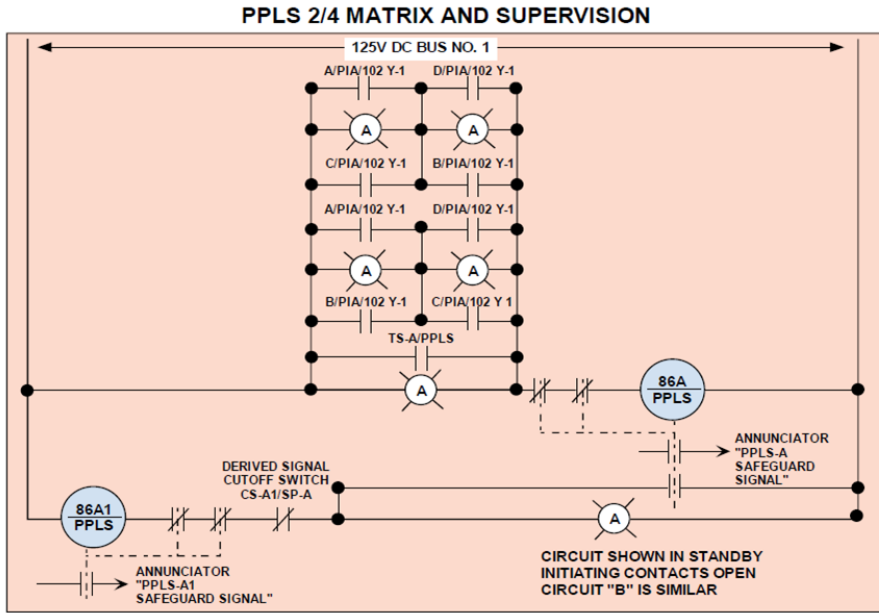 PPLS 2/4 MATRIX AND SUPERVISION
125V DC BUS NO. 1
A/PIA/102 Y-1 D/PIA/102 Y-1
A A
C/PIA/102 Y-1 B/PIA/102 Y-1
A/PIA/102 Y-1 D/PIA/102 Y-1
A A
B/PIA/102 Y-1 C/PIA/102 Y 1
TS-A/PPLS
A
86A
PPLS
ANNUNCIATOR
"PPLS-A
SAFEGUARD
SIGNAL"
DERIVED SIGNAL
CUTOFF SWITCH
CS-A1/SP-A
86A1
PPLS
A
ANNUNCIATOR
"PPLS-A1
SAFEGUARD SIGNAL"
CIRCUIT SHOWN IN STANDBY
INITIATING CONTACTS OPEN
CIRCUIT "B" IS SIMILAR